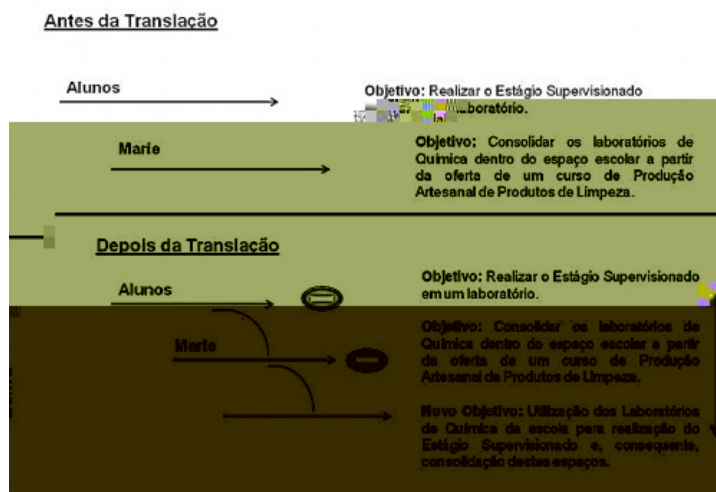 Antes da Translação
Alunos
Objetivo: Realizar o Estágio Supervisionado
laboratório.
Marie
Objetivo: Consolidar os laboratórios de
Química dentro do espaço escolar a partir
da oferta de um curso de Produção
Artesanal de Produtos de Limpeza.
Depois da Translação
Alunos
Objetivo: Realizar o Estágio Supervisionado
em um laboratório.
Marie
Objetivo: Consolidar os laboratórios de
Química dentro do espaço escolar a partir
da oferta de um curso de Produção
Artesanal de Produtos de Limpeza.
Novo Objetivo: Utilização dos Laboratórios
de Química da escola para realização do
Estágio Supervisionado e, consequente,
consolidação destes espaços.